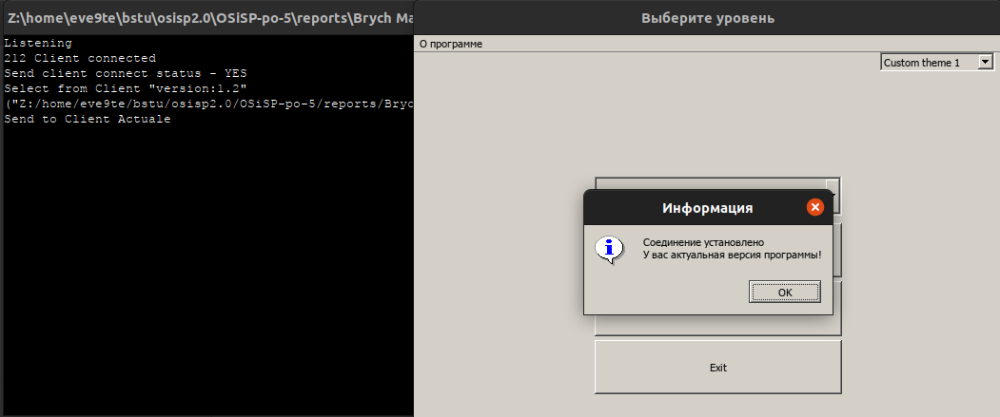 Z:\home\eve9te\bstu\osisp2.0\OSiSP-po-5\reports\Brych Ma
Listening
212 Client connected
Send client connect status - YES
Select from Client "version:1.2"
("Z:/home/eve9te/bstu/osisp2.0/OSiSP-po-5/reports/Bryc
Send to Client Actuale
Выберите уровень
О программе
Custom theme 1
Информация
Соединение установлено
У вас актуальная версия программы!
OK
Exit